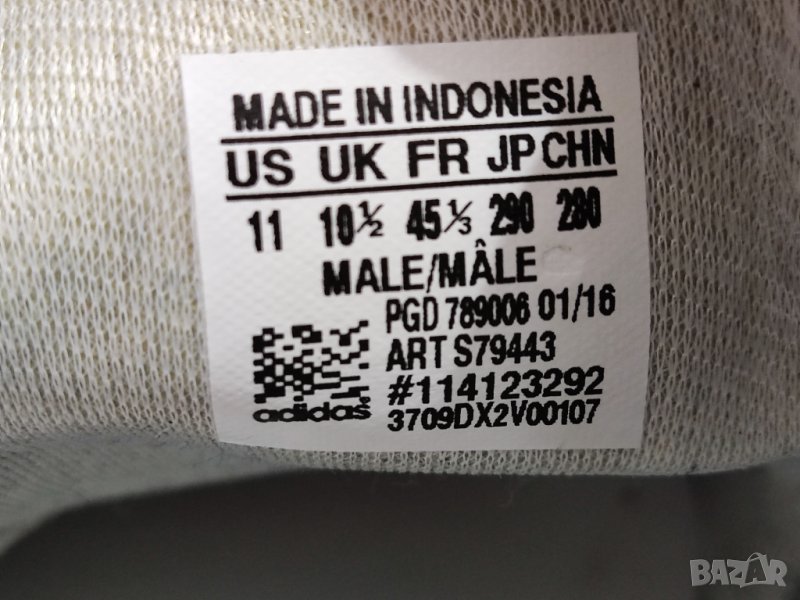 MADE IN INDONESIA
US UK FR JP CHN
11 10½ 45⅓ 290 280
MALE/MÂLE
PGD 789006 01/16
ART S79443
#114123292
adidas 3709DX2V00107
BAZAR